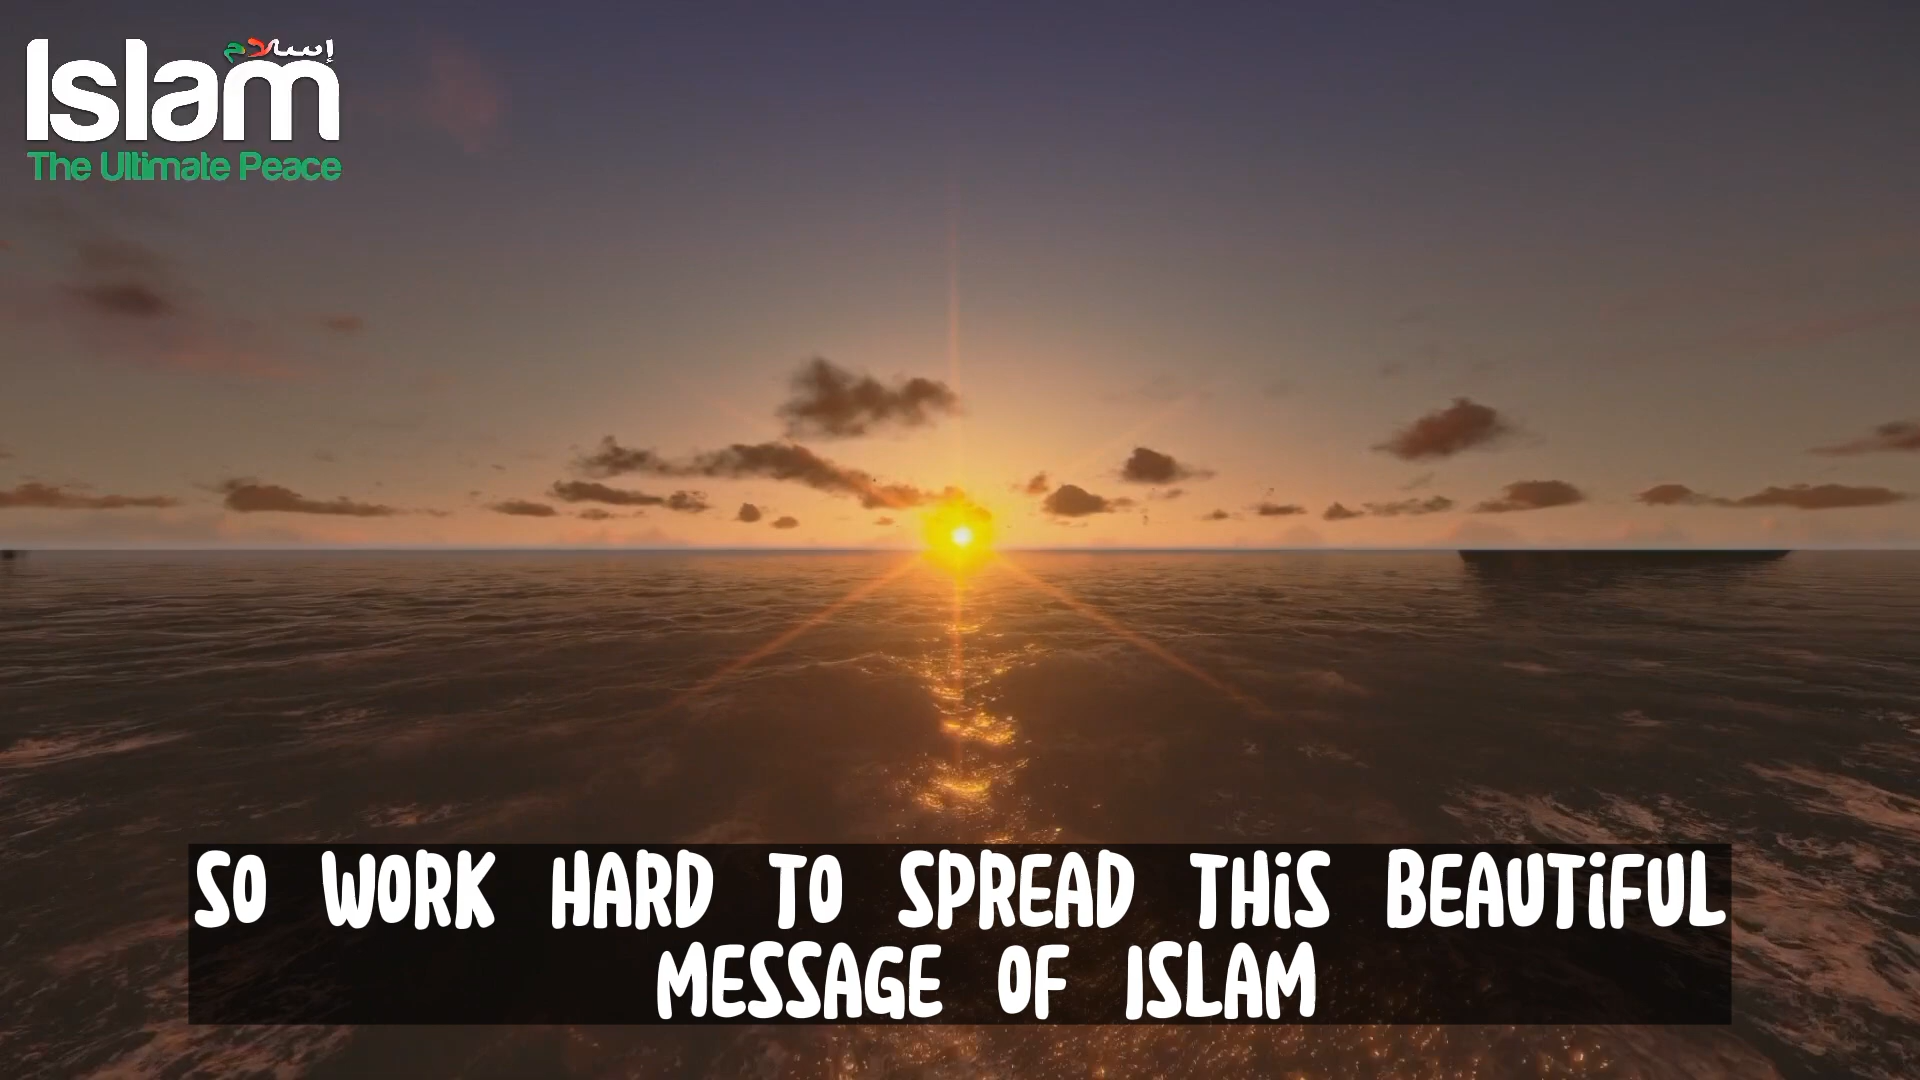 إسلام
Islam
The Ultimate Peace
SO WORK HARD TO SPREAD THiS BEAUTiFUL
MESSAGE OF ISLAM